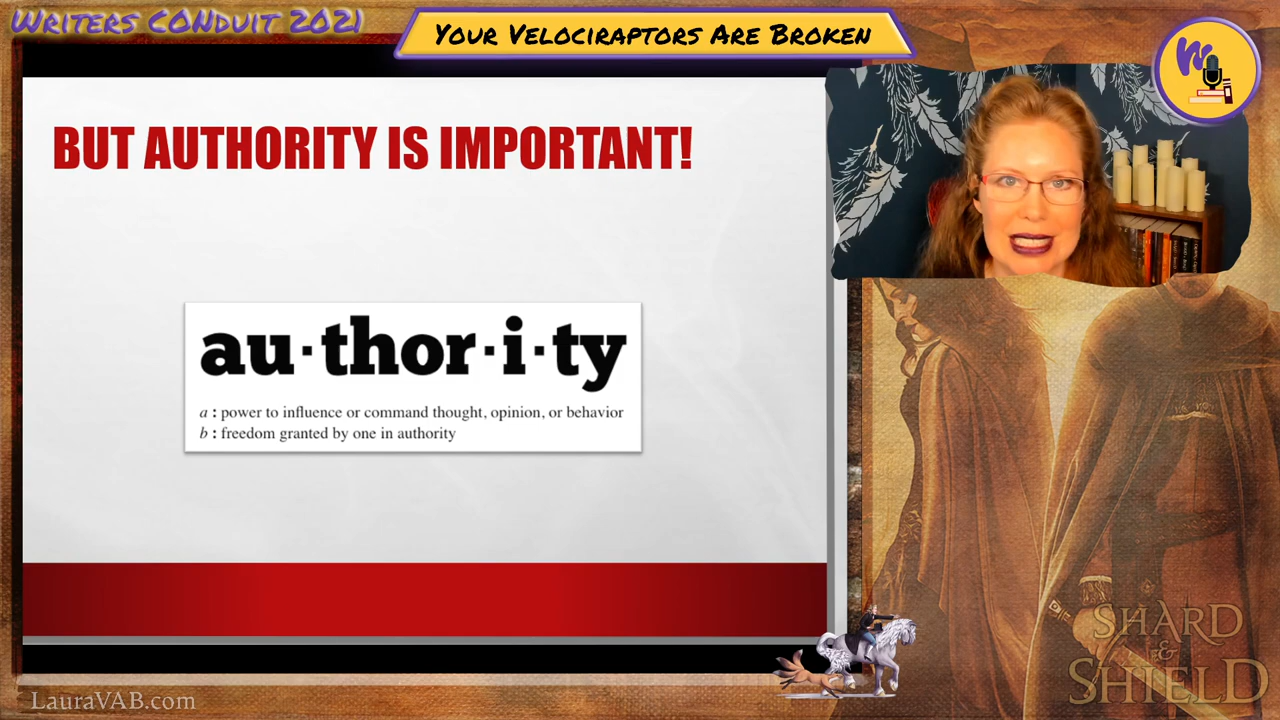 Writers CONduit 2021
Your Velociraptors Are Broken
W
BUT AUTHORITY IS IMPORTANT!
au·thor·i·ty
a : power to influence or command thought, opinion, or behavior
b : freedom granted by one in authority
SHARD
&
SHIELD
LauraVAB.com